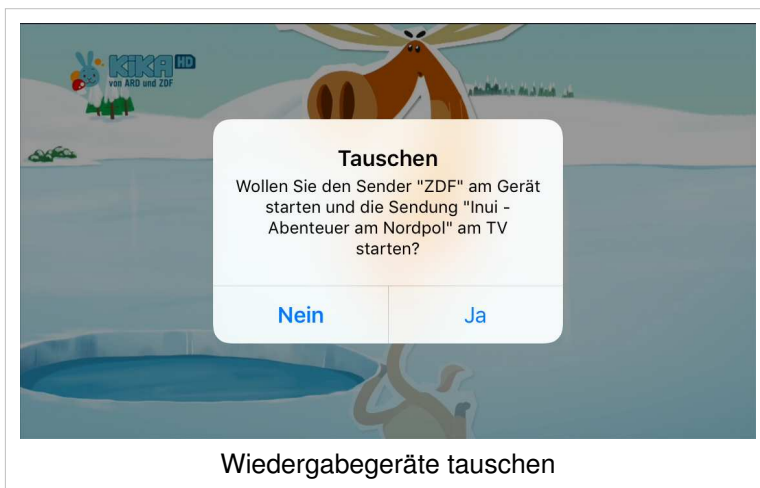 KiKA HD
von ARD und ZDF
Tauschen
Wollen Sie den Sender "ZDF" am Gerät
starten und die Sendung "Inui -
Abenteuer am Nordpol" am TV
starten?
Nein Ja
Wiedergabegeräte tauschen